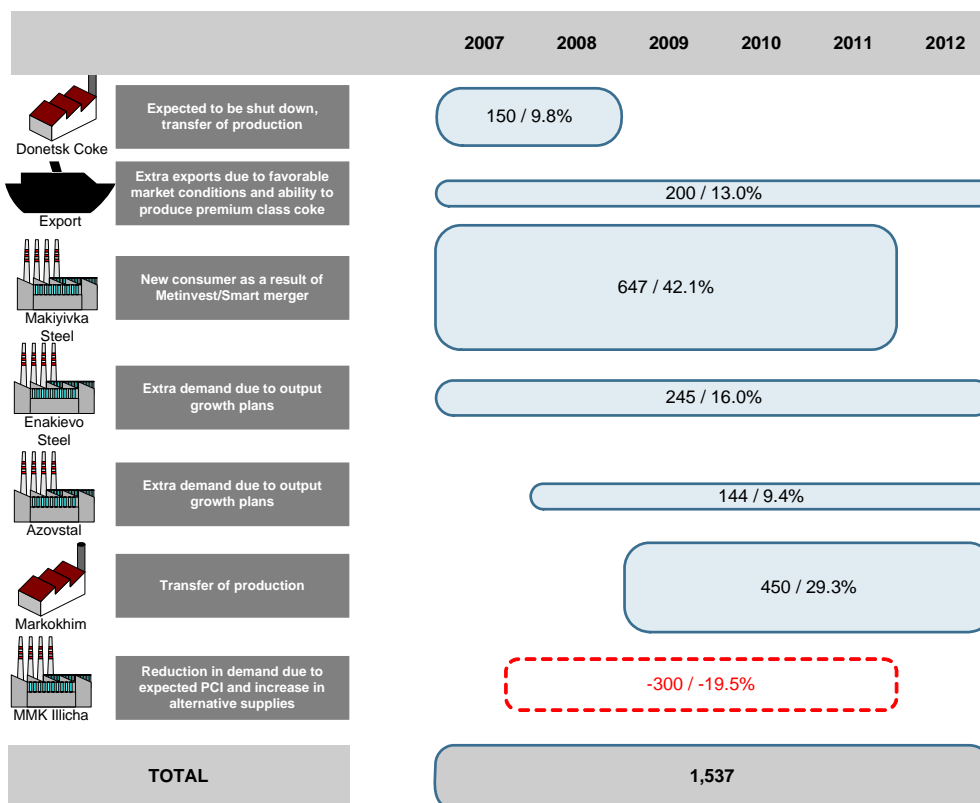 2007 2008 2009 2010 2011 2012
Expected to be shut down,
transfer of production
150 / 9.8%
Donetsk Coke
Extra exports due to favorable
market conditions and ability to
produce premium class coke
200 / 13.0%
Export
New consumer as a result of
Metinvest/Smart merger
647 / 42.1%
Makiyivka
Steel
Extra demand due to output
growth plans
245 / 16.0%
Enakievo
Steel
Extra demand due to output
growth plans
144 / 9.4%
Azovstal
Transfer of production
450 / 29.3%
Markokhim
Reduction in demand due to
expected PCI and increase in
alternative supplies
-300 / -19.5%
MMK Illicha
TOTAL 1,537